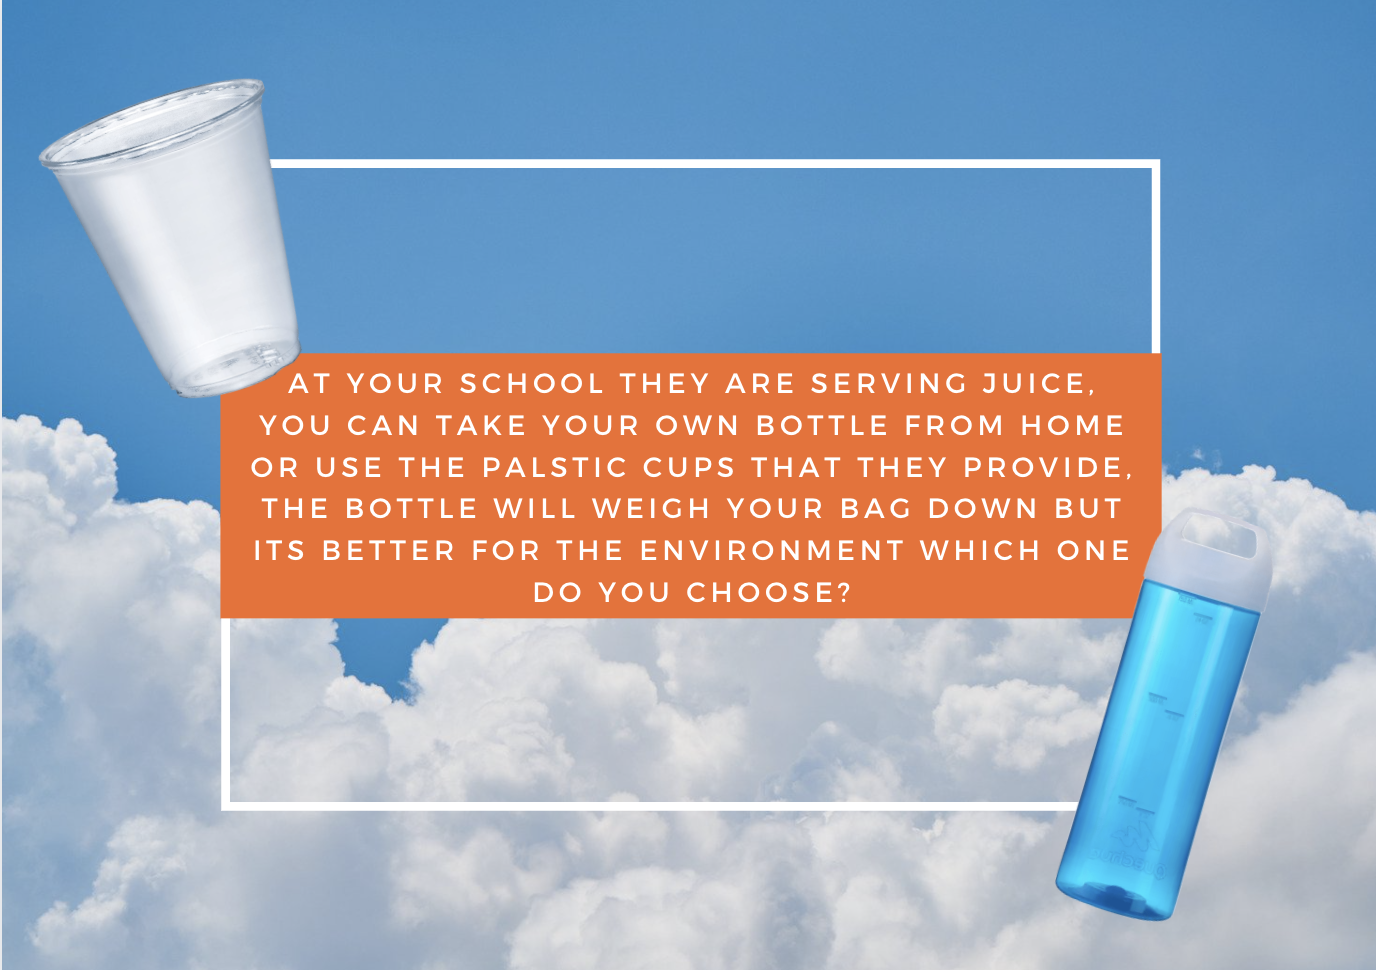 AT YOUR SCHOOL THEY ARE SERVING JUICE,
YOU CAN TAKE YOUR OWN BOTTLE FROM HOME
OR USE THE PALSTIC CUPS THAT THEY PROVIDE,
THE BOTTLE WILL WEIGH YOUR BAG DOWN BUT
ITS BETTER FOR THE ENVIRONMENT WHICH ONE
DO YOU CHOOSE?